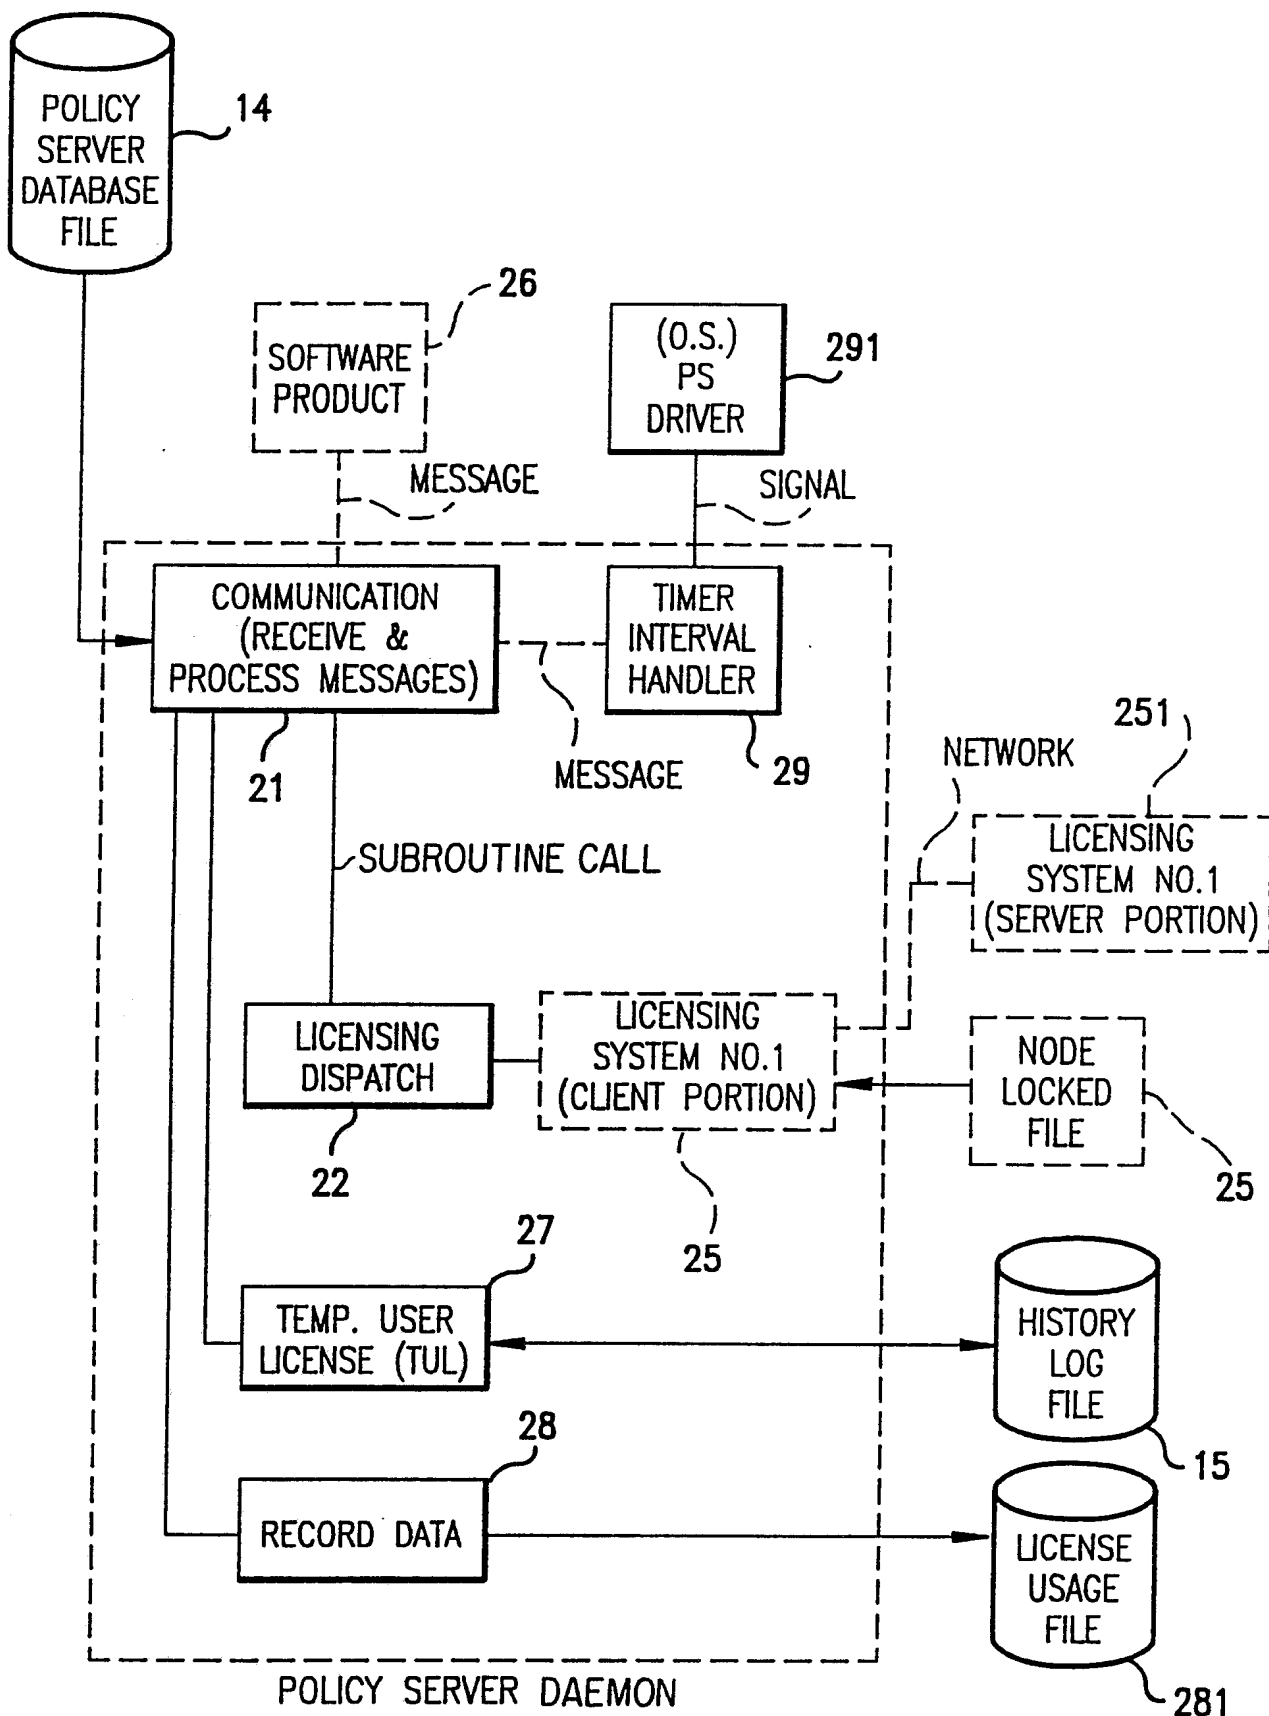 POLICY
SERVER
DATABASE
FILE
14
SOFTWARE
PRODUCT
26
(O.S.)
PS
DRIVER
291
MESSAGE
SIGNAL
COMMUNICATION
(RECEIVE &
PROCESS MESSAGES)
21
TIMER
INTERVAL
HANDLER
29
MESSAGE
SUBROUTINE CALL
NETWORK
251
LICENSING
SYSTEM NO.1
(SERVER PORTION)
LICENSING
DISPATCH
22
LICENSING
SYSTEM NO.1
(CLIENT PORTION)
25
NODE
LOCKED
FILE
25
TEMP. USER
LICENSE (TUL)
27
HISTORY
LOG
FILE
15
RECORD DATA
28
LICENSE
USAGE
FILE
281
POLICY SERVER DAEMON